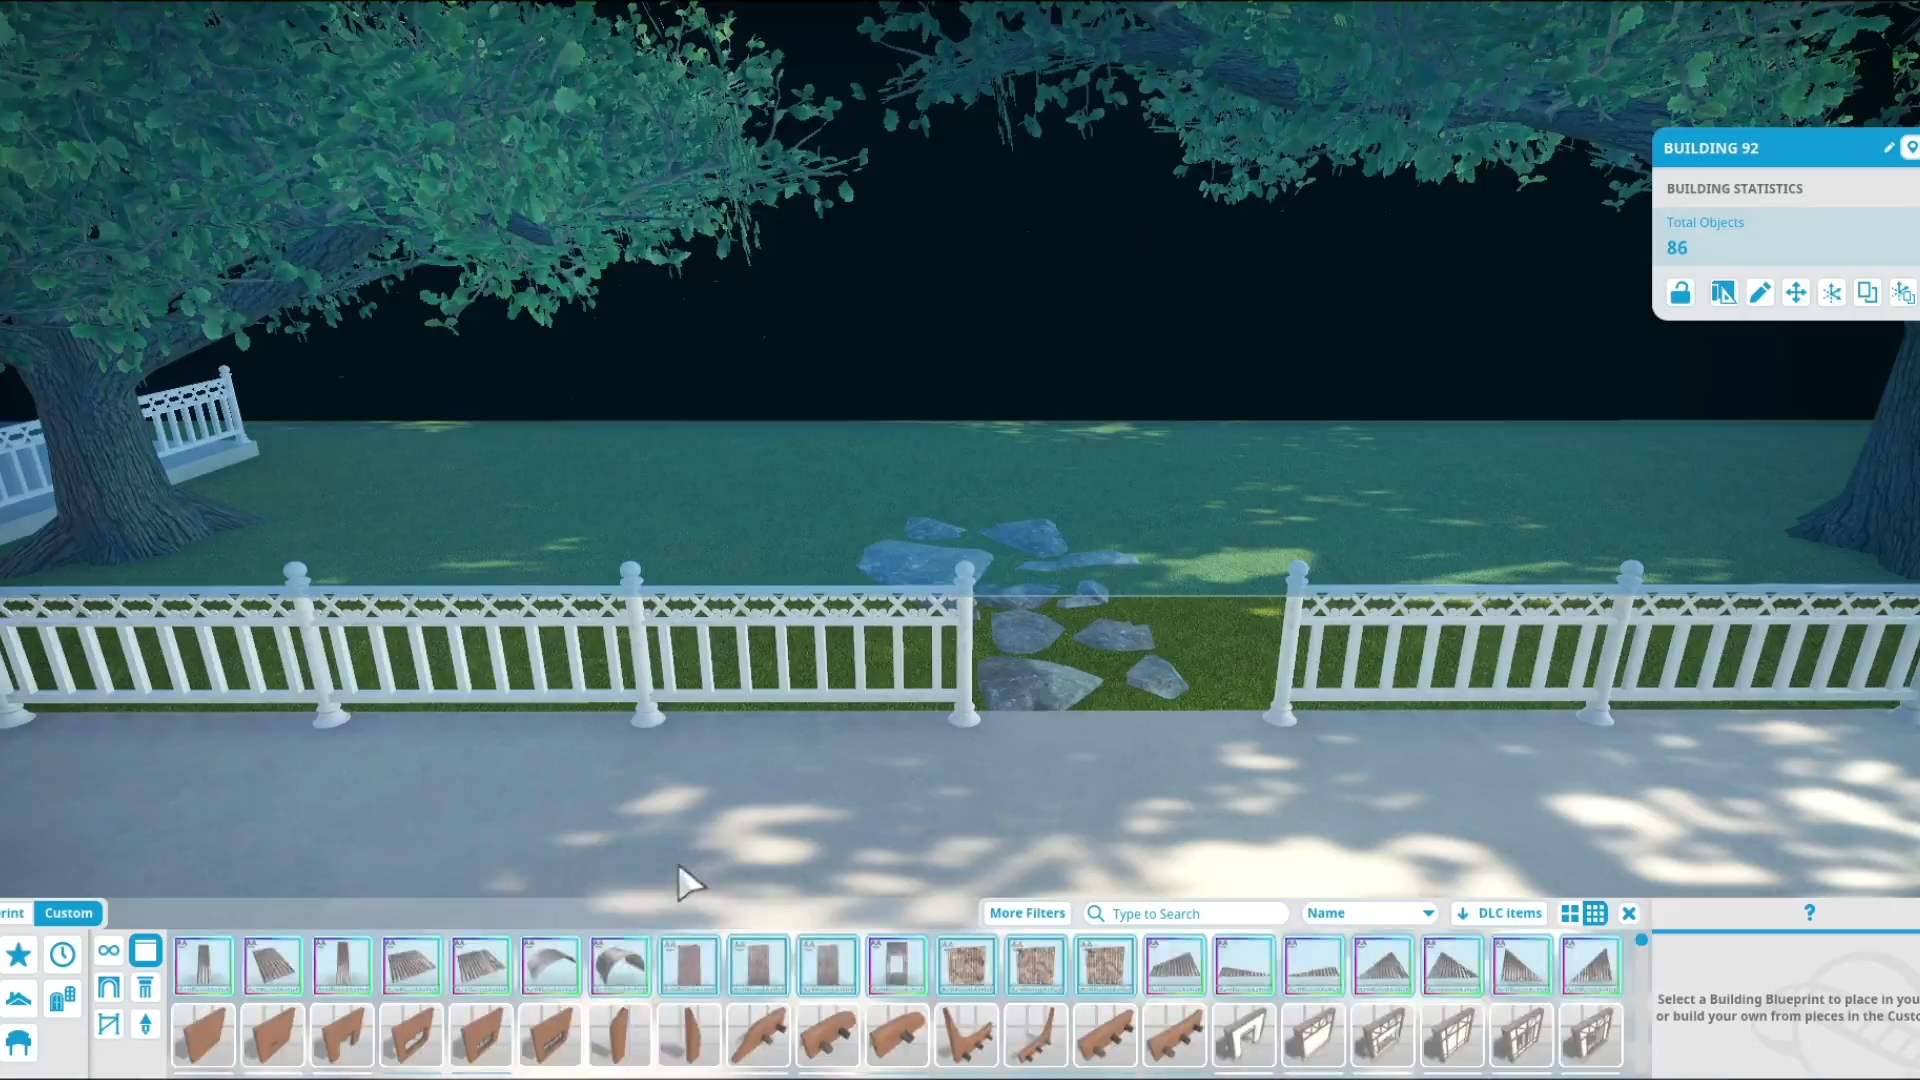 BUILDING 92
BUILDING STATISTICS
Total Objects
86
rint
Custom
More Filters
Type to Search
Name
DLC items
?
Select a Building Blueprint to place in you
or build your own from pieces in the Custo